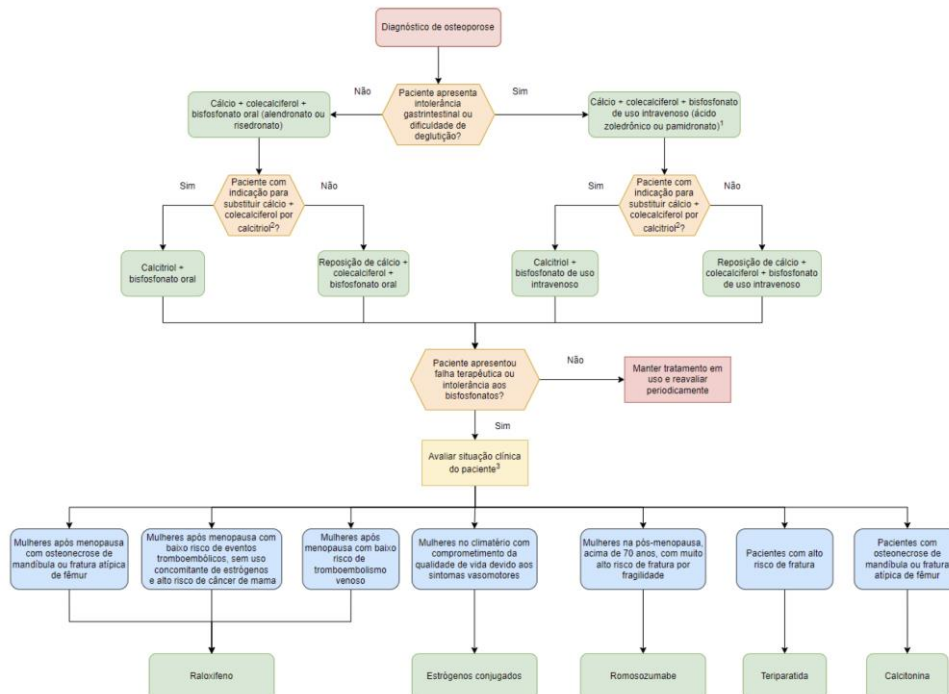 Diagnóstico de osteoporose
Não
Sim
Cálcio + colecalciferol +
bisfosfonato oral (alendronato ou
risedronato)
Paciente apresenta
intolerância
gastrintestinal ou
dificuldade de
deglutição?
Cálcio + colecalciferol + bisfosfonato
de uso intravenoso (ácido
zoledrônico ou pamidronato)¹
Sim
Paciente com
indicação para
substituir cálcio +
colecalciferol por
calcitriol²?
Não
Sim
Paciente com
indicação para
substituir cálcio +
colecalciferol por
calcitriol²?
Não
Calcitriol +
bisfosfonato oral
Reposição de cálcio +
colecalciferol +
bisfosfonato oral
Calcitriol +
bisfosfonato de uso
intravenoso
Reposição de cálcio +
colecalciferol + bisfosfonato
de uso intravenoso
Paciente apresentou
falha terapêutica ou
intolerância aos
bisfosfonatos?
Não
Manter tratamento em
uso e reavaliar
periodicamente
Sim
Avaliar situação clínica
do paciente³
Mulheres após menopausa
com osteonecrose de
mandíbula ou fratura atípica
de fêmur
Mulheres após menopausa com
baixo risco de eventos
tromboembólicos, sem uso
concomitante de estrógenos
e alto risco de câncer de mama
Mulheres após
menopausa com baixo
risco de
tromboembolismo
venoso
Mulheres no climatério com
comprometimento da
qualidade de vida devido aos
sintomas vasomotores
Mulheres na pós-menopausa,
acima de 70 anos, com muito
alto risco de fratura por
fragilidade
Pacientes com alto
risco de fratura
Pacientes com
osteonecrose de
mandíbula ou fratura
atípica de fêmur
Raloxifeno
Estrógenos conjugados
Romosozumabe
Teriparatida
Calcitonina